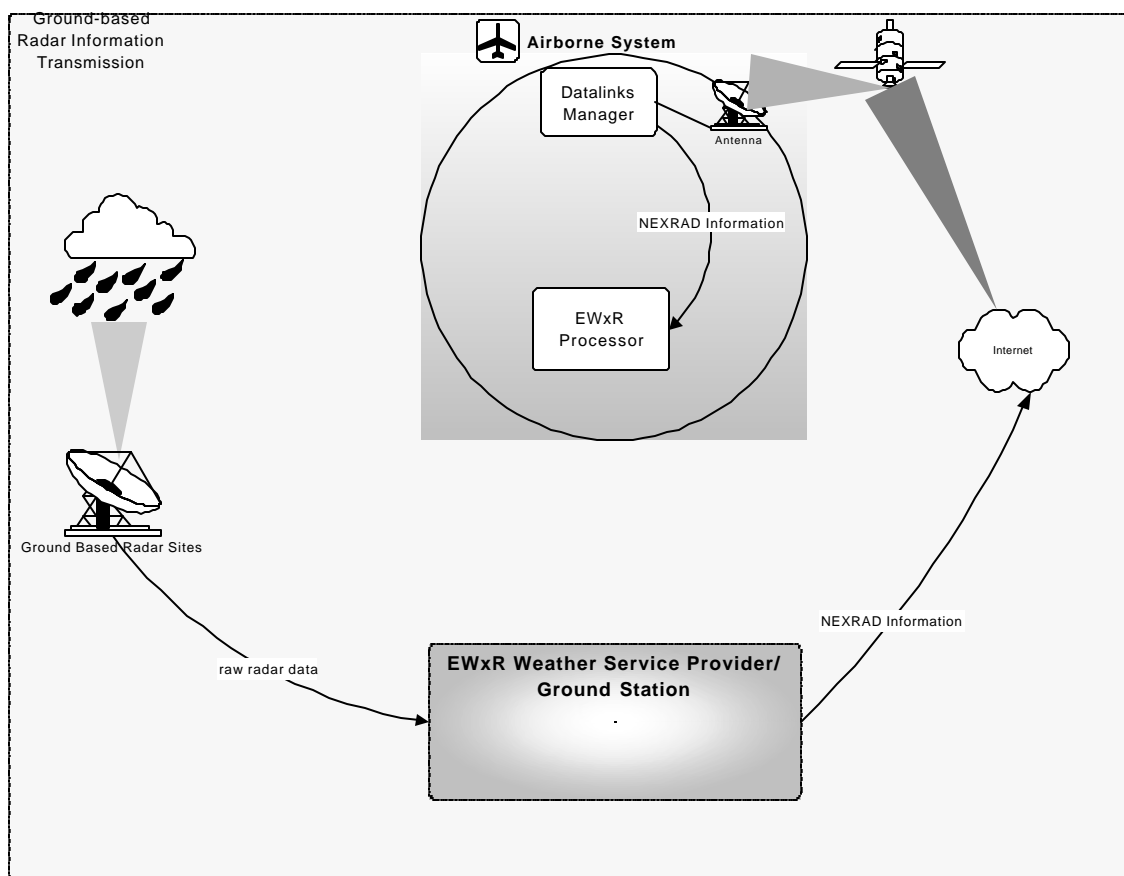 Ground-based
Radar Information
Transmission
Airborne System
Datalinks
Manager
Antenna
NEXRAD Information
EWxR
Processor
Internet
Ground Based Radar Sites
NEXRAD Information
raw radar data
EWxR Weather Service Provider/
Ground Station